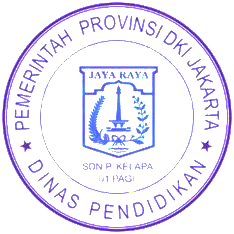 PEMERINTAH PROVINSI DKI JAKARTA
JAYA RAYA
SDN P. KELAPA
01 PAGI
DINAS PENDIDIKAN